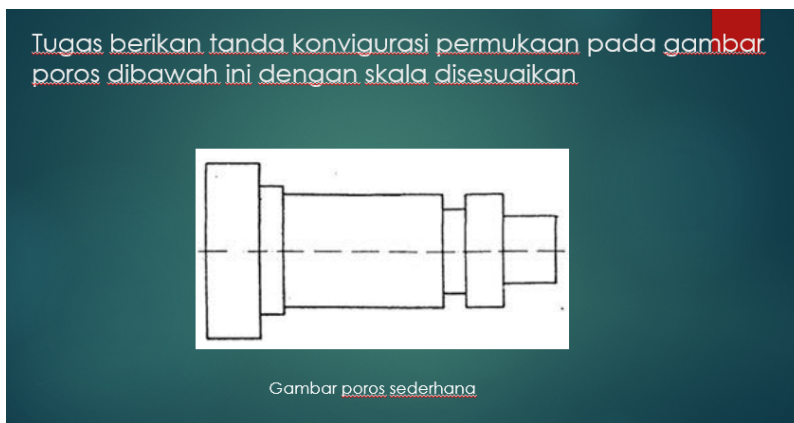 Tugas berikan tanda konvigurasi permukaan pada gambar
poros dibawah ini dengan skala disesuaikan
Gambar poros sederhana